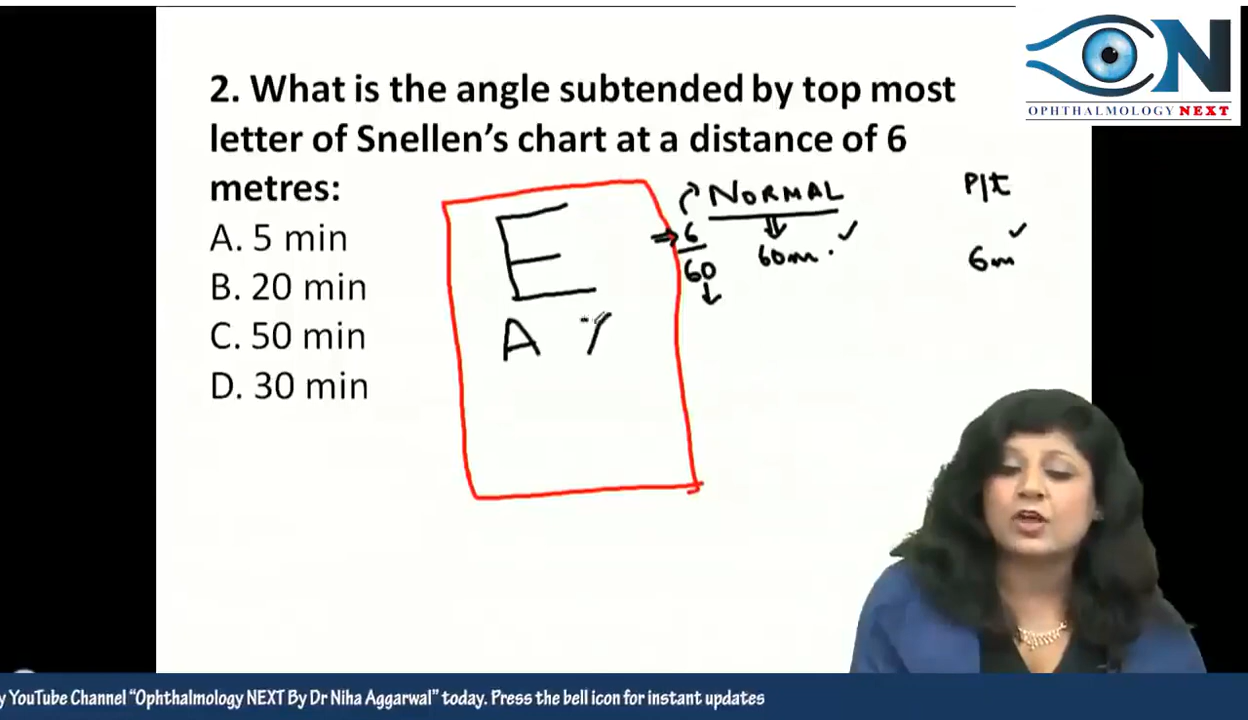 ON
OPHTHALMOLOGY NEXT
2. What is the angle subtended by top most
letter of Snellen's chart at a distance of 6
metres:
A. 5 min
B. 20 min
C. 50 min
D. 30 min
E
A
6
60
NORMAL
60m.
P/t
6m
y YouTube Channel "Ophthalmology NEXT By Dr Niha Aggarwal" today. Press the bell icon for instant updates